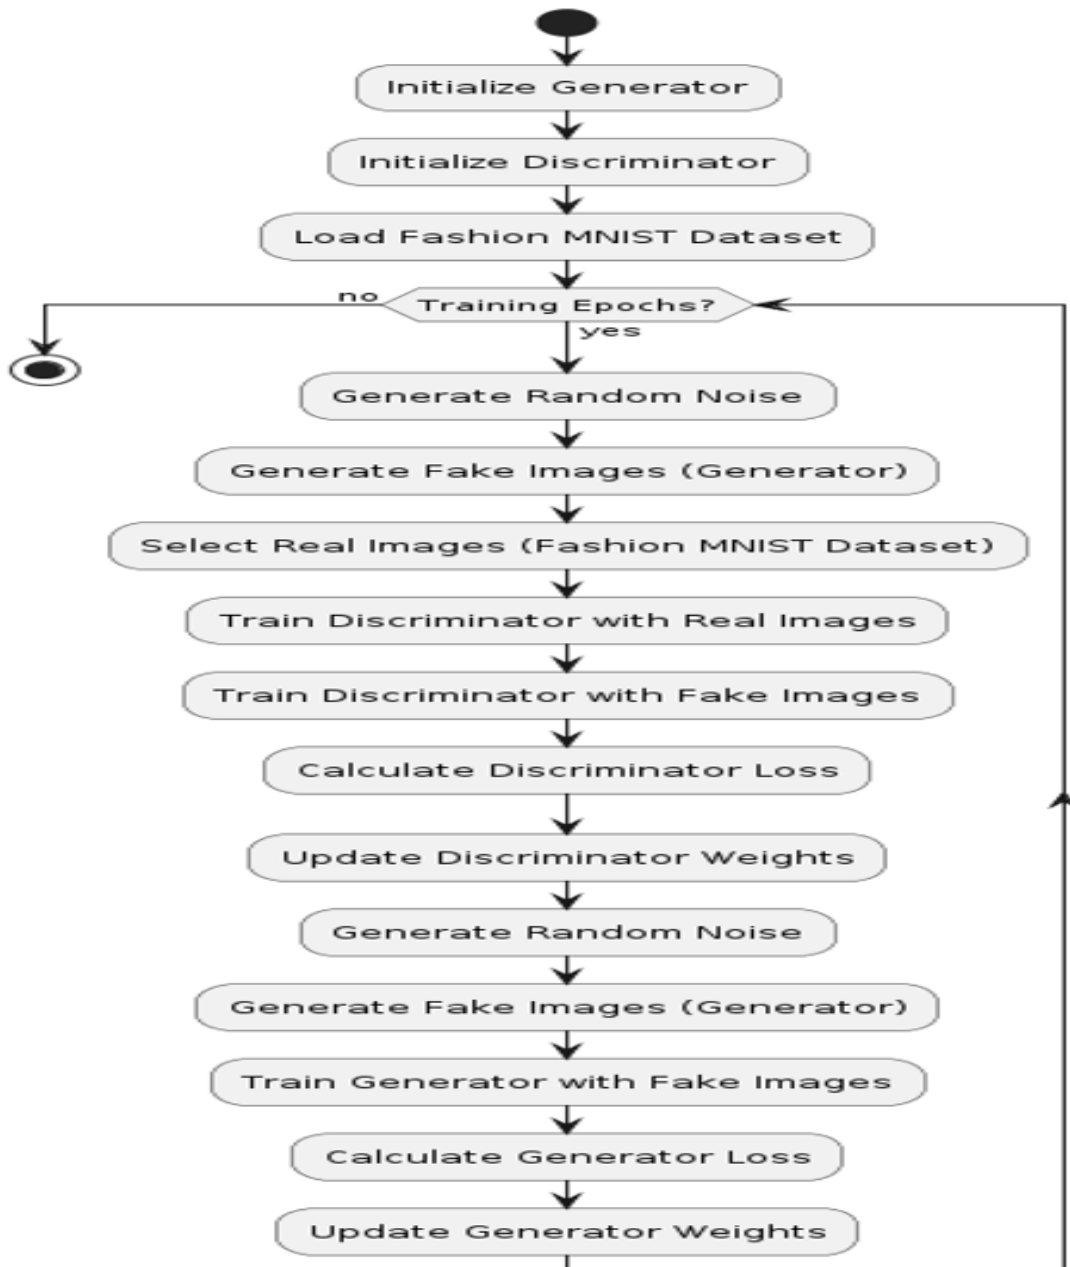 Initialize Generator
Initialize Discriminator
Load Fashion MNIST Dataset
no
Training Epochs?
yes
Generate Random Noise
Generate Fake Images (Generator)
Select Real Images (Fashion MNIST Dataset)
Train Discriminator with Real Images
Train Discriminator with Fake Images
Calculate Discriminator Loss
Update Discriminator Weights
Generate Random Noise
Generate Fake Images (Generator)
Train Generator with Fake Images
Calculate Generator Loss
Update Generator Weights